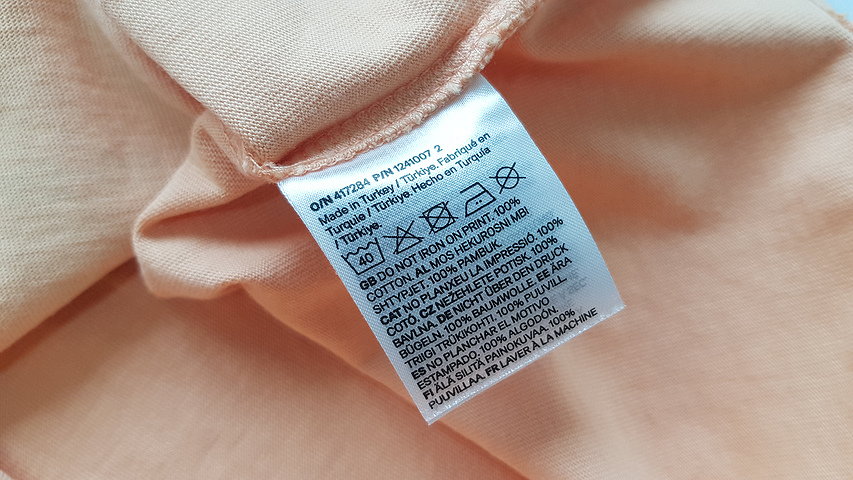 O/N 417284 P/N 1241007 2
Made in Turkey / Türkiye. Fabriqué en
Turquie / Türkiye. Hecho en Turquía
/ Türkiye.
40
GB DO NOT IRON ON PRINT, 100%
COTTON. AL MOS HEKUROSNI MBI
SHTYPJET; 100% PAMBUK.
CAT NO PLANXEU LA IMPRESSIÓ, 100%
COTÓ. CZ NEŽEHLETE POTISK, 100%
BAVLNA. DE NICHT ÜBER DEN DRUCK
BÜGELN, 100% BAUMWOLLE. EE ÄRA
TRIIGI TRÜKIKOHTI, 100% PUUVILL.
ES NO PLANCHAR EL MOTIVO
ESTAMPADO, 100% ALGODÓN.
FI ÄLÄ SILITÄ PAINOKUVAA, 100%
PUUVILLAA. FR LAVER À LA MACHINE